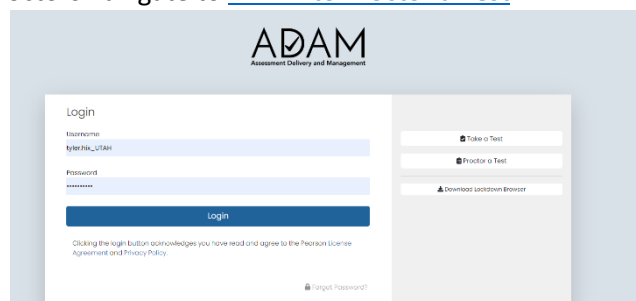 ADAM
Assessment Delivery and Management
Login
Username
tyler.hix_UTAH
Password
••••••••••
Login
Clicking the login button acknowledges you have read and agree to the Pearson License
Agreement and Privacy Policy.
Forgot Password?
Take a Test
Proctor a Test
Download Lockdown Browser